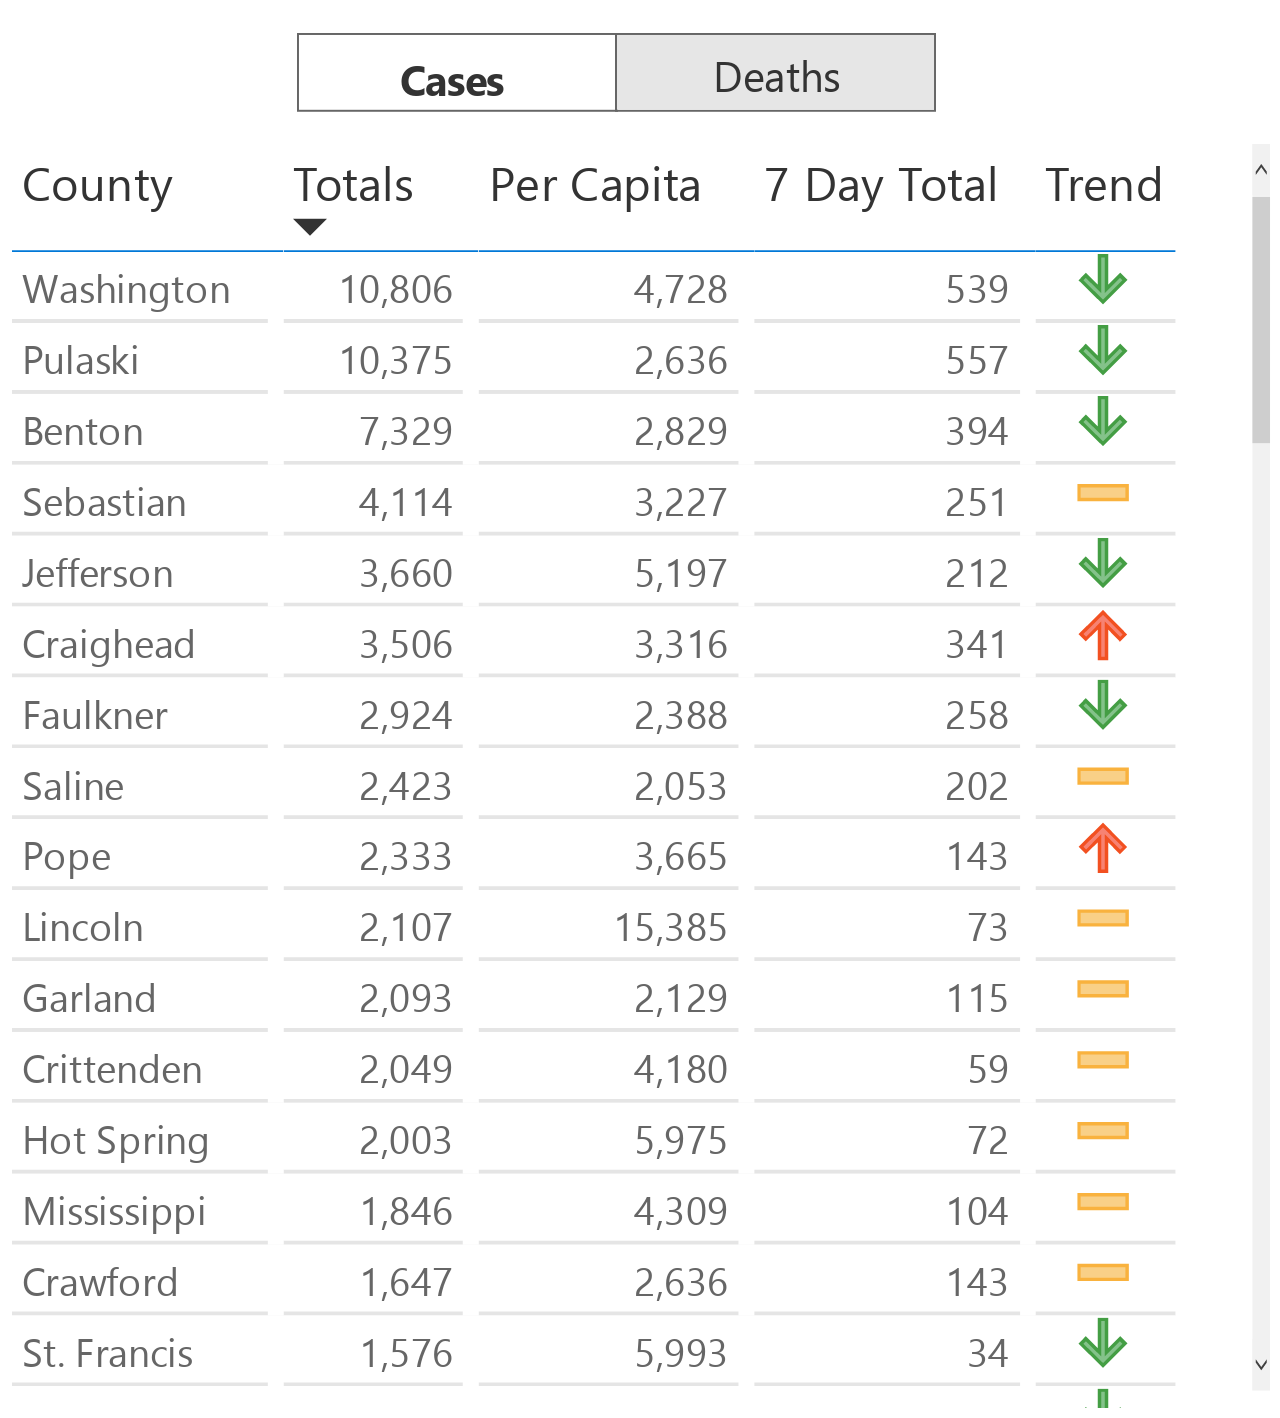 Cases Deaths
County Totals Per Capita 7 Day Total Trend
Washington 10,806 4,728 539
Pulaski 10,375 2,636 557
Benton 7,329 2,829 394
Sebastian 4,114 3,227 251
Jefferson 3,660 5,197 212
Craighead 3,506 3,316 341
Faulkner 2,924 2,388 258
Saline 2,423 2,053 202
Pope 2,333 3,665 143
Lincoln 2,107 15,385 73
Garland 2,093 2,129 115
Crittenden 2,049 4,180 59
Hot Spring 2,003 5,975 72
Mississippi 1,846 4,309 104
Crawford 1,647 2,636 143
St. Francis 1,576 5,993 34